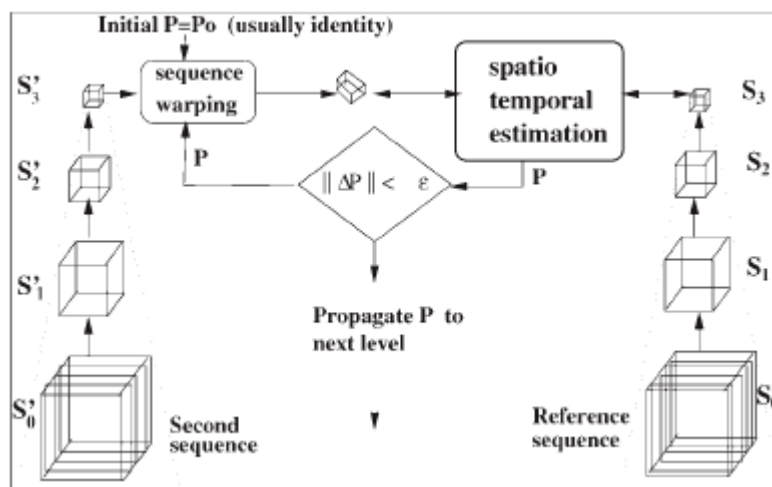 Initial P=Po (usually identity)
S'3
sequence
warping
spatio
temporal
estimation
S3
S'2
P
|| ΔP || < ε
P
S2
S'1
S1
Propagate P to
next level
S'0
Second
sequence
Reference
sequence
S